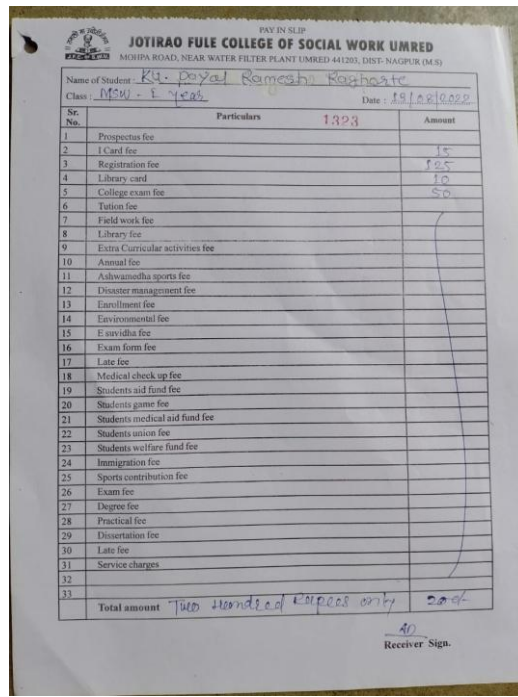 PAY IN SLIP
JOTIRAO FULE COLLEGE OF SOCIAL WORK UMRED
MOHPA ROAD, NEAR WATER FILTER PLANT UMRED 441203, DIST- NAGPUR (M.S)
Name of Student Ku. Payal Ramesh Raghorte
Class : MSW - I year Date : 19/08/2022
Sr. No. Particulars 1323 Amount
1 Prospectus fee
2 I Card fee 15
3 Registration fee 125
4 Library card 10
5 College exam fee 50
6 Tution fee
7 Field work fee
8 Library fee
9 Extra Curricular activities fee
10 Annual fee
11 Ashwamedha sports fee
12 Disaster management fee
13 Enrollment fee
14 Environmental fee
15 E suvidha fee
16 Exam form fee
17 Late fee
18 Medical check up fee
19 Students aid fund fee
20 Students game fee
21 Students medical aid fund fee
22 Students union fee
23 Students welfare fund fee
24 Immigration fee
25 Sports contribution fee
26 Exam fee
27 Degree fee
28 Practical fee
29 Dissertation fee
30 Late fee
31 Service charges
32
33
Total amount Two Hundred Rupees only 200/-
Receiver Sign.